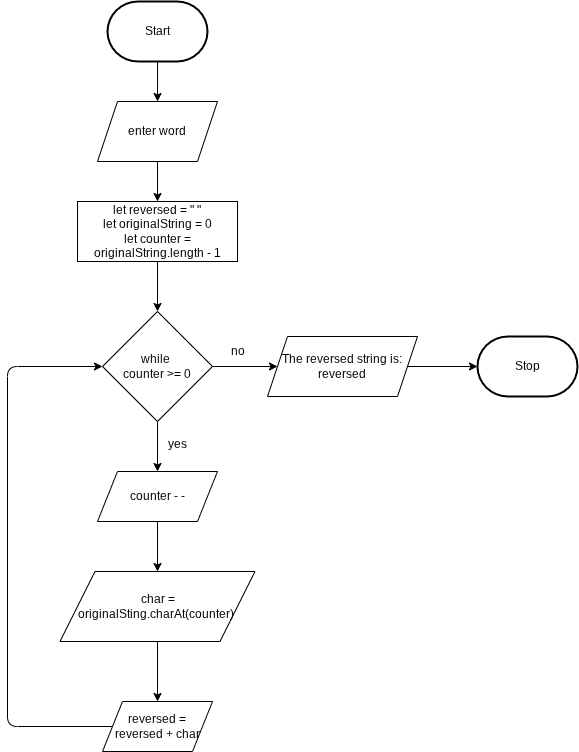 Start
enter word
let reversed = " "
let originalString = 0
let counter =
originalString.length - 1
while
counter >= 0
no
The reversed string is:
reversed
Stop
yes
counter - -
char =
originalSting.charAt(counter)
reversed =
reversed + char